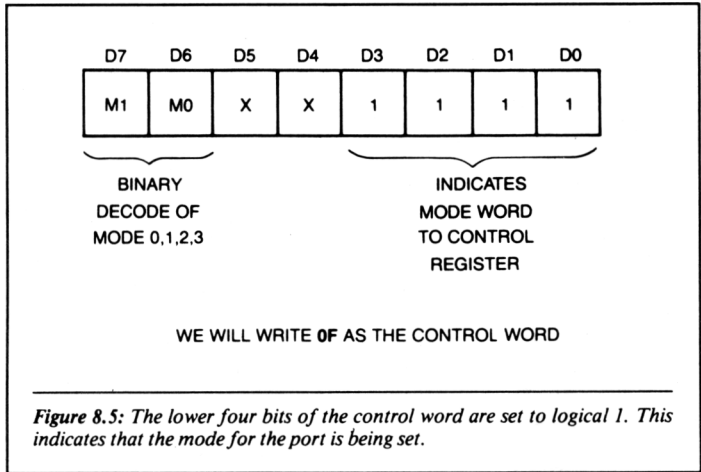 D7 D6 D5 D4 D3 D2 D1 D0
M1 M0 X X 1 1 1 1
BINARY
DECODE OF
MODE 0,1,2,3
INDICATES
MODE WORD
TO CONTROL
REGISTER
WE WILL WRITE 0F AS THE CONTROL WORD
Figure 8.5: The lower four bits of the control word are set to logical 1. This
indicates that the mode for the port is being set.